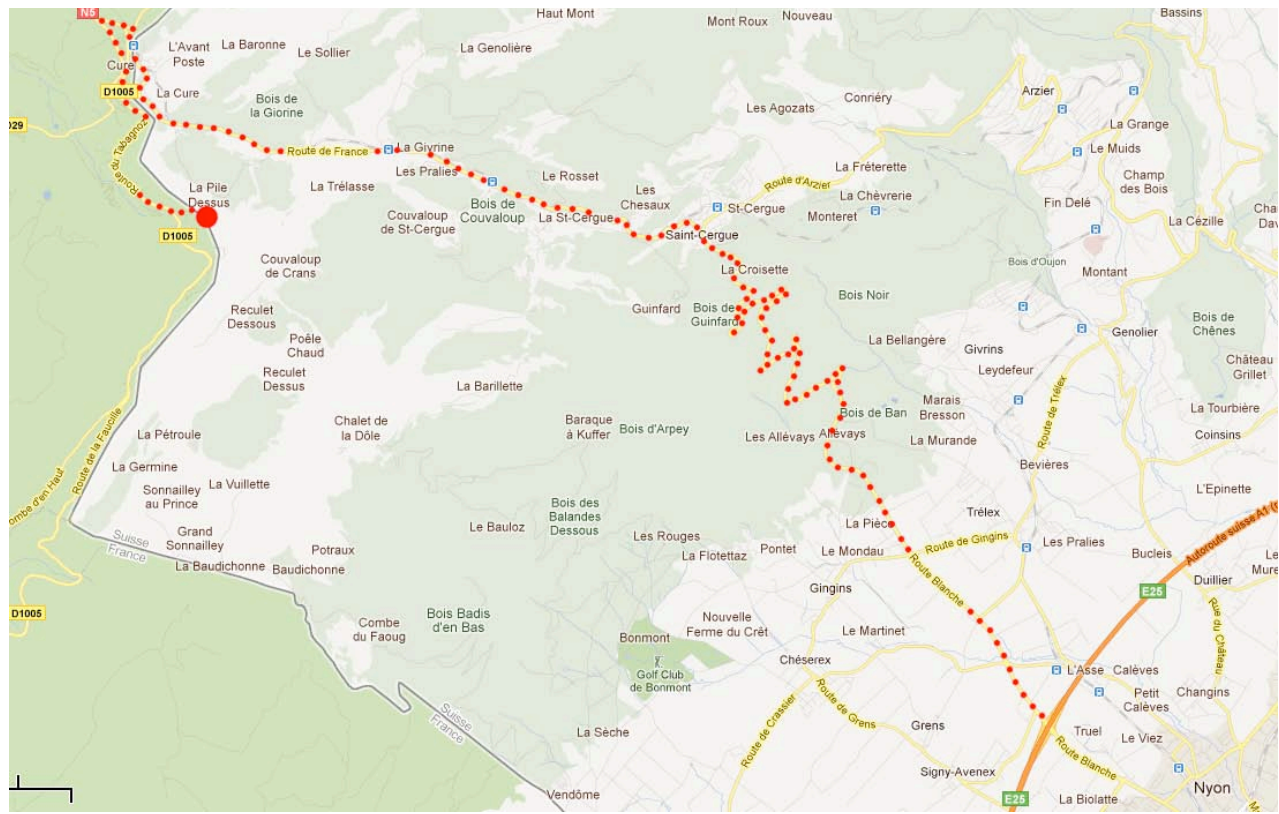 N5
Haut Mont
Mont Roux
Nouveau
Bassins
L'Avant
Poste
La Baronne
Le Sollier
La Genolière
Cure
D1005
La Cure
Bois de
la Giorine
Les Agozats
Conriéry
Arzier
La Grange
Le Muids
D29
Route du Tabagnoz
Route de France
La Givrine
Les Pralies
La Trélasse
La Pile
Dessus
D1005
Le Rosset
Les
Chesaux
La Fréterette
Route d'Arzier
La Chèvrerie
St-Cergue
Monteret
Champ
des Bois
Fin Delé
La Cézille
Cha
Dav
Couvaloup
de St-Cergue
Bois de
Couvaloup
La St-Cergue
Saint-Cergue
La Croisette
Bois d'Oujon
Montant
Couvaloup
de Crans
Guinfard
Bois de
Guinfard
Bois Noir
Reculet
Dessous
Poêle
Chaud
Reculet
Dessus
La Bellangère
Givrins
Leydefeur
Genolier
Bois de
Chênes
Château
Grillet
La Barillette
Chalet de
la Dôle
Baraque
à Kuffer
Bois d'Arpey
Les Allévays
Allévays
Bois de Ban
Marais
Bresson
La Murande
Route de Trélex
La Tourbière
Coinsins
La Pétroule
La Germine
Route de la Faucille
Combe d'en Haut
Sonnailley
au Prince
La Vuillette
Bevières
L'Epinette
Grand
Sonnailley
Le Bauloz
Bois des
Balandes
Dessous
La Pièce
Trélex
Suisse
France
La Baudichonne
Potraux
Baudichonne
Les Rouges
La Flotettaz
Pontet
Le Mondau
Route de Gingins
Les Pralies
Bucleis
Autoroute suisse A1
Le
Mure
Duillier
Gingins
Route Blanche
E25
Rue du Château
D1005
Combe
du Faoug
Bois Badis
d'en Bas
Bonmont
Nouvelle
Ferme du Crêt
Le Martinet
Chéserex
Golf Club
de Bonmont
L'Asse
Calèves
Petit
Calèves
Changins
Route de Crassier
Route de Grens
Grens
Suisse
France
La Sèche
Truel
Le Viez
Route Blanche
Signy-Avenex
Nyon
Vendôme
E25
La Biolatte